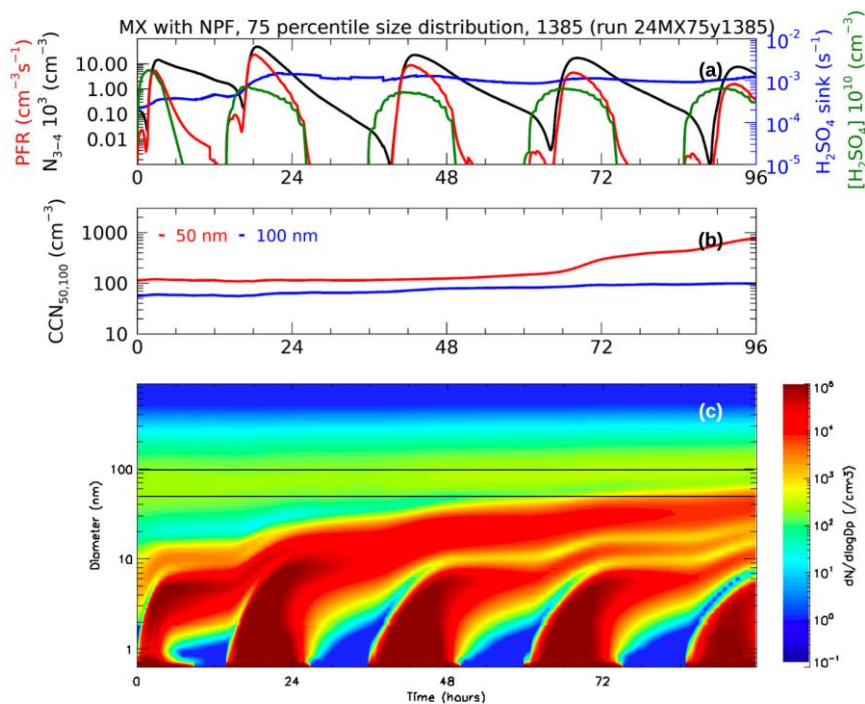 MX with NPF, 75 percentile size distribution, 1385 (run 24MX75y1385)
PFR (cm⁻³s⁻¹)
N₃₋₄ 10³ (cm⁻³)
10.00
1.00
0.10
0.01
(a)
10⁻²
10⁻³
10⁻⁴
10⁻⁵
H₂SO₄ sink (s⁻¹)
[H₂SO₄] 10¹⁰ (cm⁻³)
0 24 48 72 96
CCN₅₀,₁₀₀ (cm⁻³)
1000
100
10
- 50 nm - 100 nm
(b)
0 24 48 72 96
Diameter (nm)
100
10
1
(c)
0 24 48 72
Time (hours)
10⁵
10⁴
10³
10²
10¹
10⁰
10⁻¹
dN/dlogDp (/cm3)